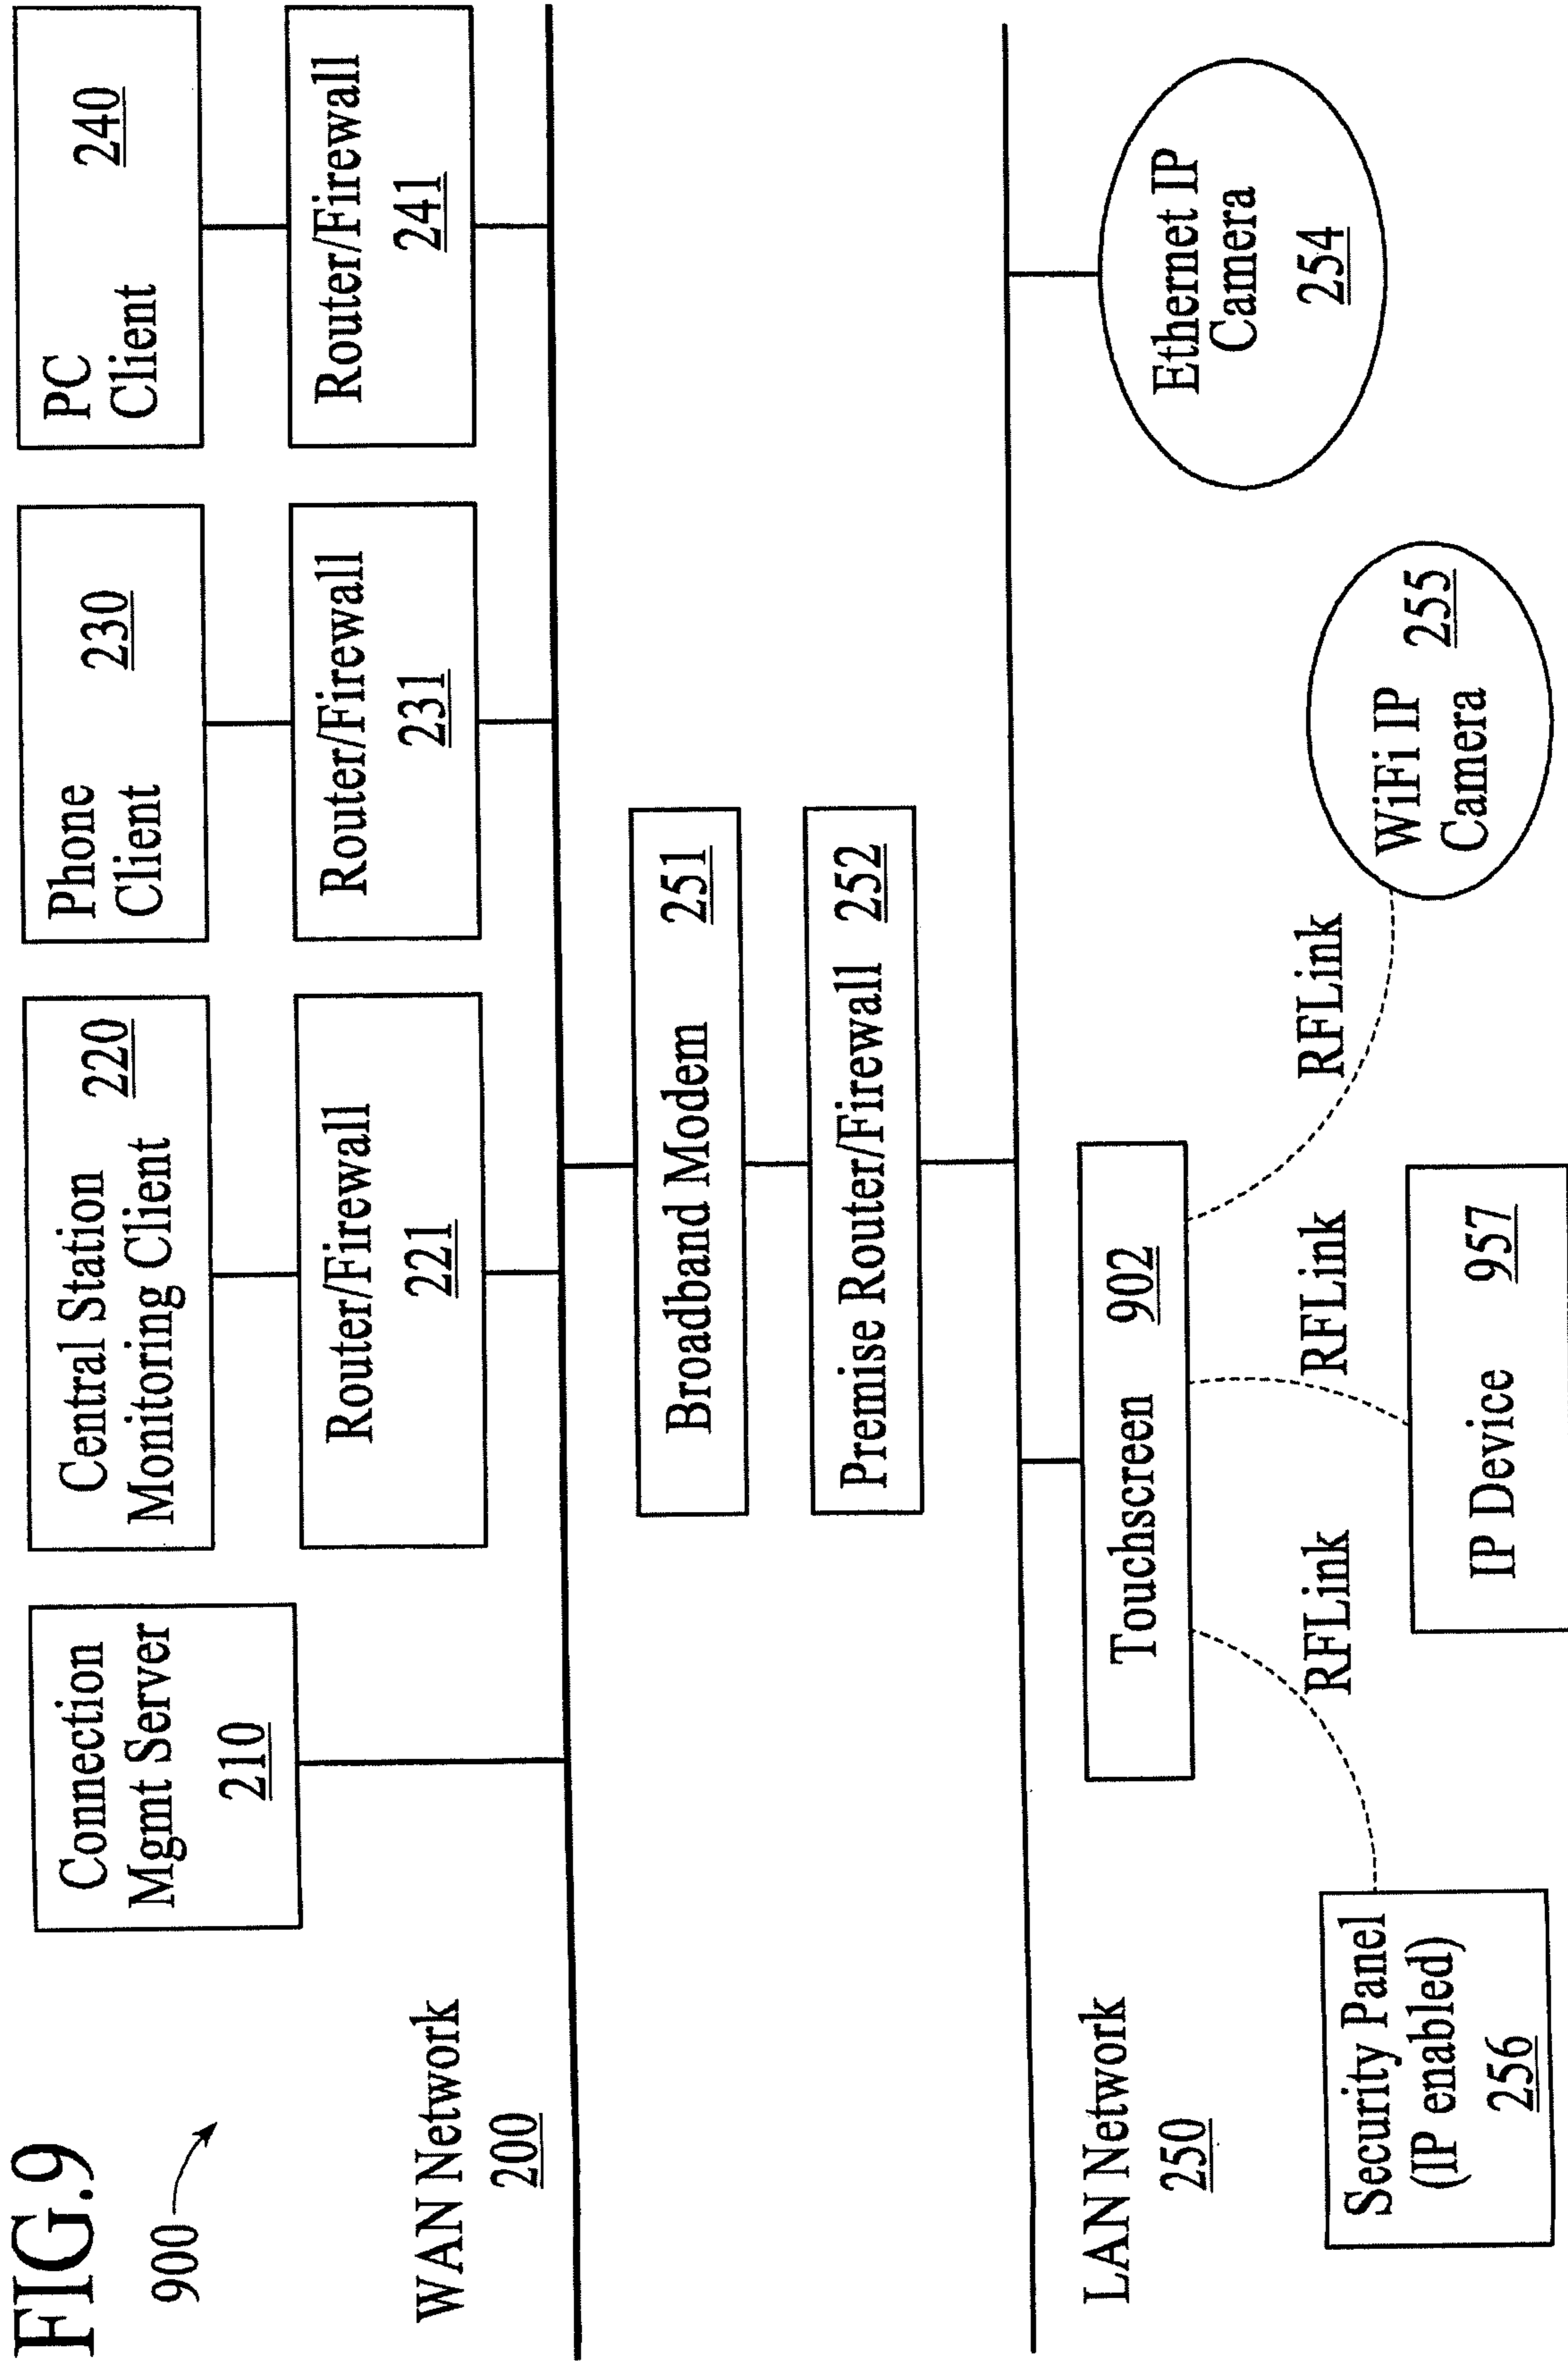 FIG.9
900
Connection
Mgmt Server
210
Central Station
Monitoring Client
220
Phone
Client
230
PC
Client
240
Router/Firewall
221
Router/Firewall
231
Router/Firewall
241
WAN Network
200
Broadband Modem 251
Premise Router/Firewall 252
LAN Network
250
Touchscreen 902
Ethernet IP
Camera
254
RFLink
RFLink
RFLink
Security Panel
(IP enabled)
256
IP Device 957
WiFi IP
Camera
255